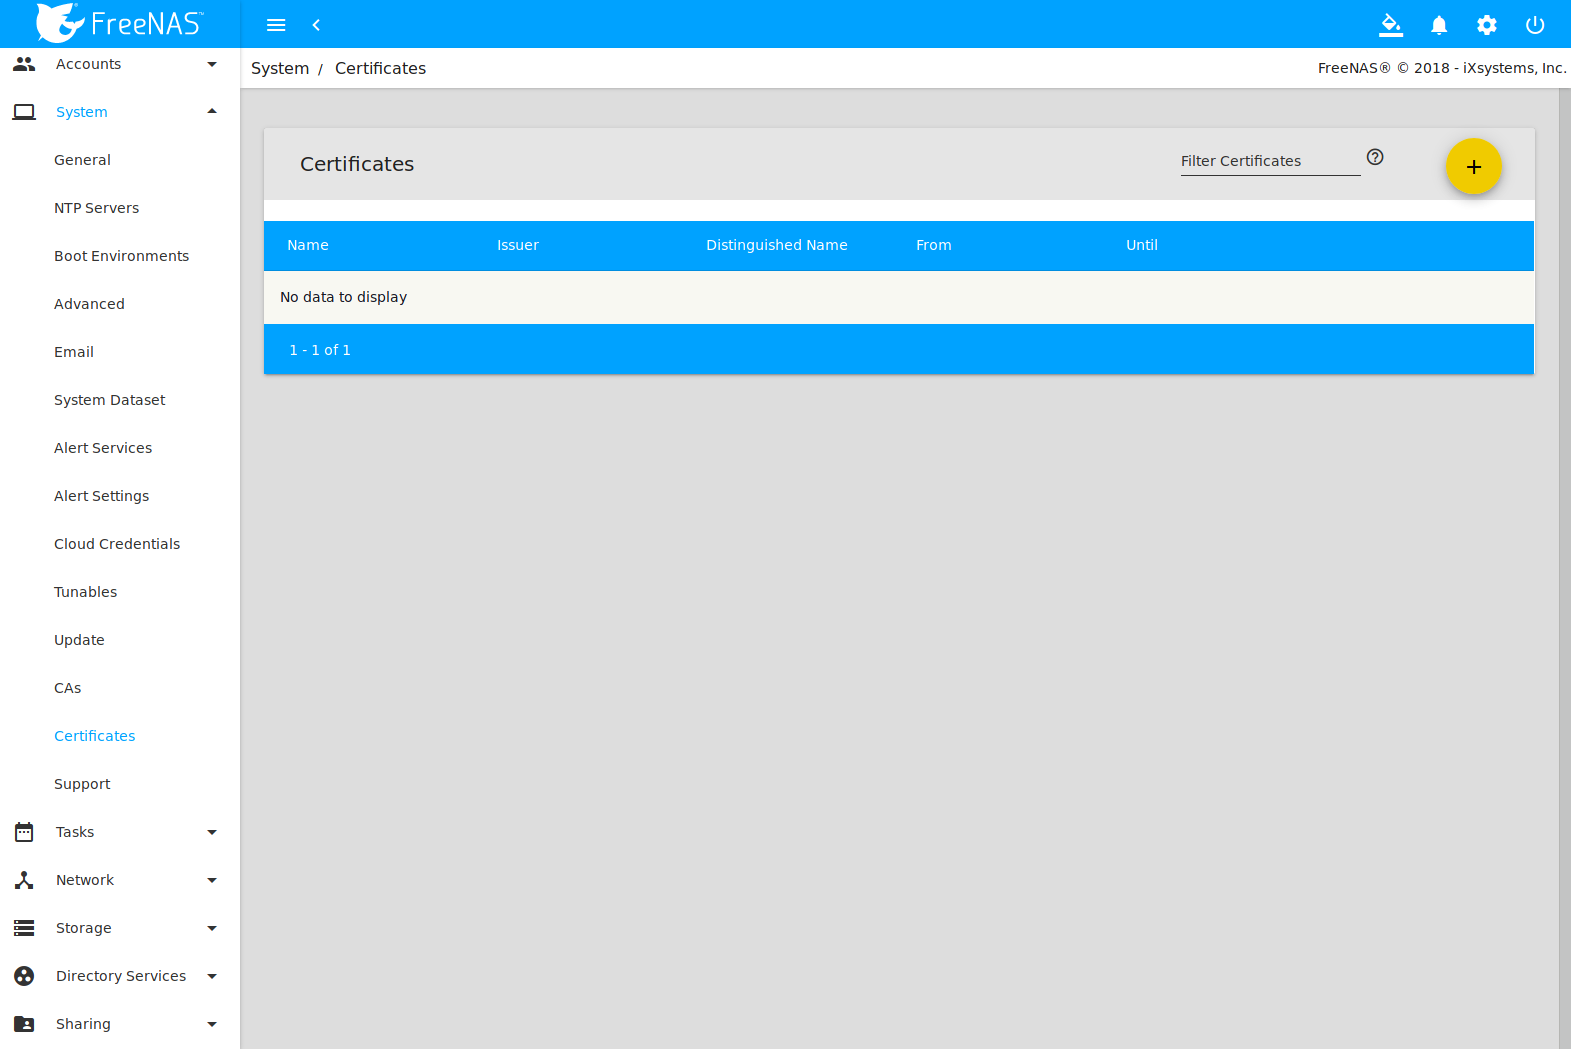 FreeNAS™
System / Certificates
FreeNAS® © 2018 - iXsystems, Inc.
Accounts
System
General
NTP Servers
Boot Environments
Advanced
Email
System Dataset
Alert Services
Alert Settings
Cloud Credentials
Tunables
Update
CAs
Certificates
Support
Tasks
Network
Storage
Directory Services
Sharing
Certificates
Filter Certificates
Name Issuer Distinguished Name From Until
No data to display
1 - 1 of 1